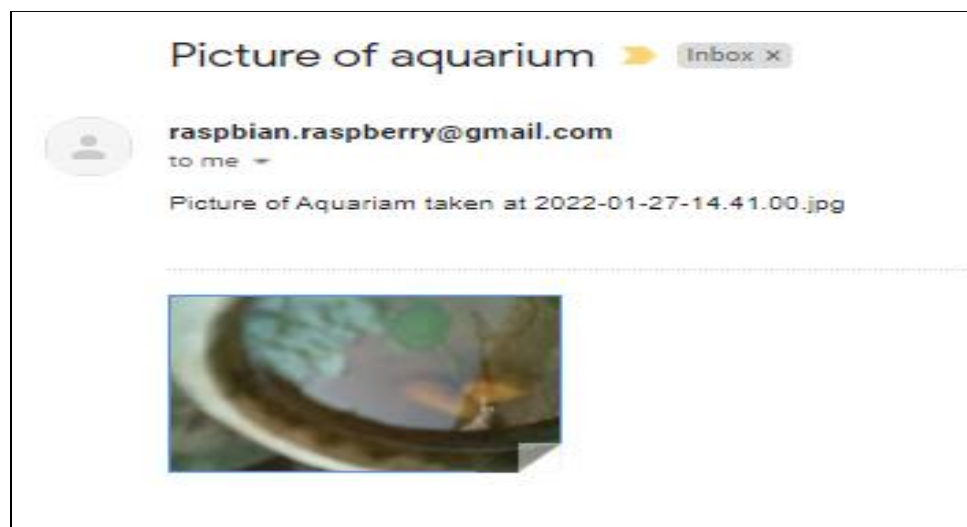 Picture of aquarium Inbox ×
raspbian.raspberry@gmail.com
to me
Picture of Aquariam taken at 2022-01-27-14.41.00.jpg